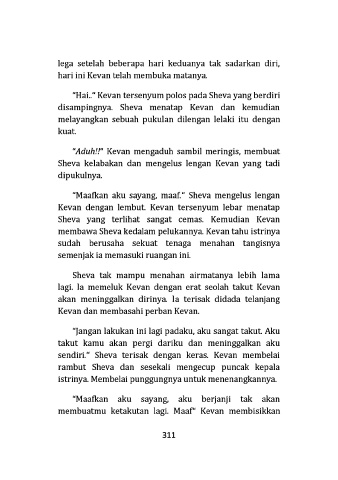 lega setelah beberapa hari keduanya tak sadarkan diri,
hari ini Kevan telah membuka matanya.
"Hai.." Kevan tersenyum polos pada Sheva yang berdiri
disampingnya. Sheva menatap Kevan dan kemudian
melayangkan sebuah pukulan dilengan lelaki itu dengan
kuat.
"Aduh!!" Kevan mengaduh sambil meringis, membuat
Sheva kelabakan dan mengelus lengan Kevan yang tadi
dipukulnya.
"Maafkan aku sayang, maaf." Sheva mengelus lengan
Kevan dengan lembut. Kevan tersenyum lebar menatap
Sheva yang terlihat sangat cemas. Kemudian Kevan
membawa Sheva kedalam pelukannya. Kevan tahu istrinya
sudah berusaha sekuat tenaga menahan tangisnya
semenjak ia memasuki ruangan ini.
Sheva tak mampu menahan airmatanya lebih lama
lagi. Ia memeluk Kevan dengan erat seolah takut Kevan
akan meninggalkan dirinya. Ia terisak didada telanjang
Kevan dan membasahi perban Kevan.
"Jangan lakukan ini lagi padaku, aku sangat takut. Aku
takut kamu akan pergi dariku dan meninggalkan aku
sendiri." Sheva terisak dengan keras. Kevan membelai
rambut Sheva dan sesekali mengecup puncak kepala
istrinya. Membelai punggungnya untuk menenangkannya.
"Maafkan aku sayang, aku berjanji tak akan
membuatmu ketakutan lagi. Maaf" Kevan membisikkan
311